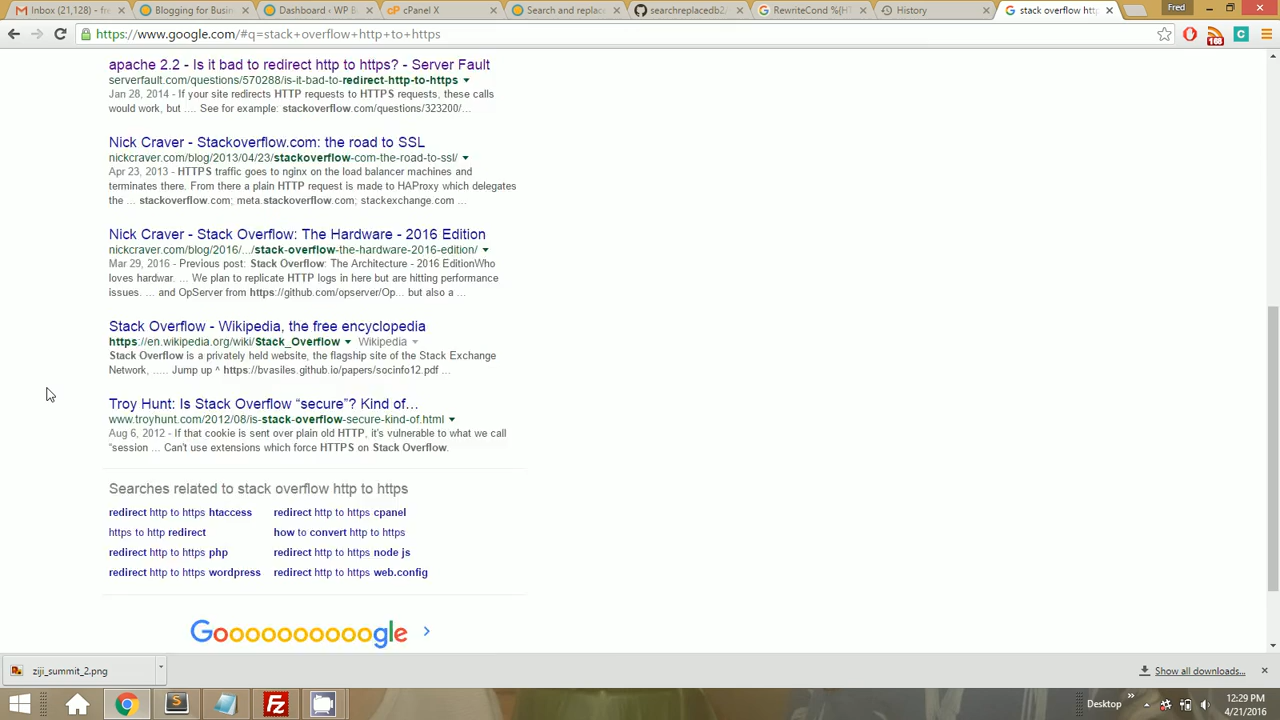 Inbox (21,128) - f
Blogging for Busin
Dashboard ‹ WP B
cPanel X
Search and replac
searchreplacedb2.
RewriteCond %{HT
History
stack overflow http
Fred
https://www.google.com/#q=stack+overflow+http+to+https
apache 2.2 - Is it bad to redirect http to https? - Server Fault
serverfault.com/questions/570288/is-it-bad-to-redirect-http-to-https
Jan 28, 2014 - If your site redirects HTTP requests to HTTPS requests, these calls
would work, but .... See for example: stackoverflow.com/questions/323200/...
Nick Craver - Stackoverflow.com: the road to SSL
nickcraver.com/blog/2013/04/23/stackoverflow-com-the-road-to-ssl/
Apr 23, 2013 - HTTPS traffic goes to nginx on the load balancer machines and
terminates there. From there a plain HTTP request is made to HAProxy which delegates
the ... stackoverflow.com; meta.stackoverflow.com; stackexchange.com ...
Nick Craver - Stack Overflow: The Hardware - 2016 Edition
nickcraver.com/blog/2016/.../stack-overflow-the-hardware-2016-edition/
Mar 29, 2016 - Previous post: Stack Overflow: The Architecture - 2016 EditionWho
loves hardwar. ... We plan to replicate HTTP logs in here but are hitting performance
issues. ... and OpServer from https://github.com/opserver/Op... but also a ...
Stack Overflow - Wikipedia, the free encyclopedia
https://en.wikipedia.org/wiki/Stack_Overflow Wikipedia
Stack Overflow is a privately held website, the flagship site of the Stack Exchange
Network, ..... Jump up ^ https://bvasiles.github.io/papers/socinfo12.pdf ...
Troy Hunt: Is Stack Overflow “secure”? Kind of…
www.troyhunt.com/2012/08/is-stack-overflow-secure-kind-of.html
Aug 6, 2012 - If that cookie is sent over plain old HTTP, it's vulnerable to what we call
“session ... Can't use extensions which force HTTPS on Stack Overflow.
Searches related to stack overflow http to https
redirect http to https htaccess
redirect http to https cpanel
https to http redirect
how to convert http to https
redirect http to https php
redirect http to https node js
redirect http to https wordpress
redirect http to https web.config
Goooooooooogle
ziji_summit_2.png
Show all downloads...
Desktop
12:29 PM
4/21/2016